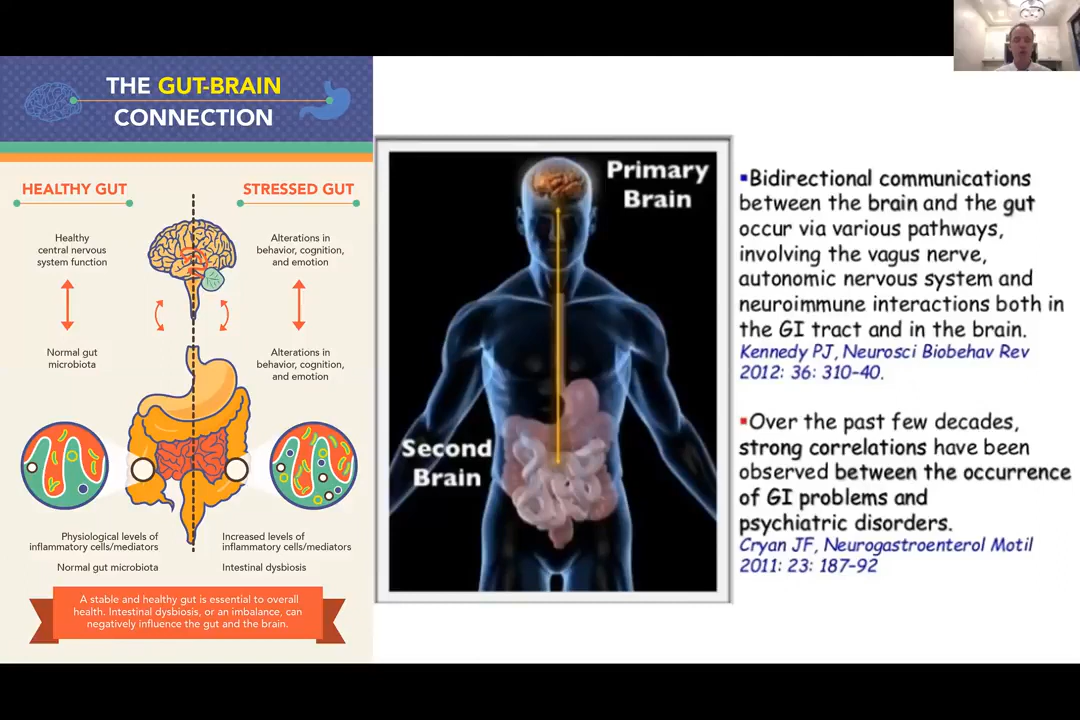 THE GUT-BRAIN
CONNECTION
HEALTHY GUT
Healthy
central nervous
system function
Normal gut
microbiota
Physiological levels of
inflammatory cells/mediators
Normal gut microbiota
STRESSED GUT
Alterations in
behavior, cognition,
and emotion
Alterations in
behavior, cognition,
and emotion
Increased levels of
inflammatory cells/mediators
Intestinal dysbiosis
A stable and healthy gut is essential to overall
health. Intestinal dysbiosis, or an imbalance, can
negatively influence the gut and the brain.
Primary
Brain
Second
Brain
▪Bidirectional communications
between the brain and the gut
occur via various pathways,
involving the vagus nerve,
autonomic nervous system and
neuroimmune interactions both in
the GI tract and in the brain.
Kennedy PJ, Neurosci Biobehav Rev
2012: 36: 310-40.
▪Over the past few decades,
strong correlations have been
observed between the occurrence
of GI problems and
psychiatric disorders.
Cryan JF, Neurogastroenterol Motil
2011: 23: 187-92